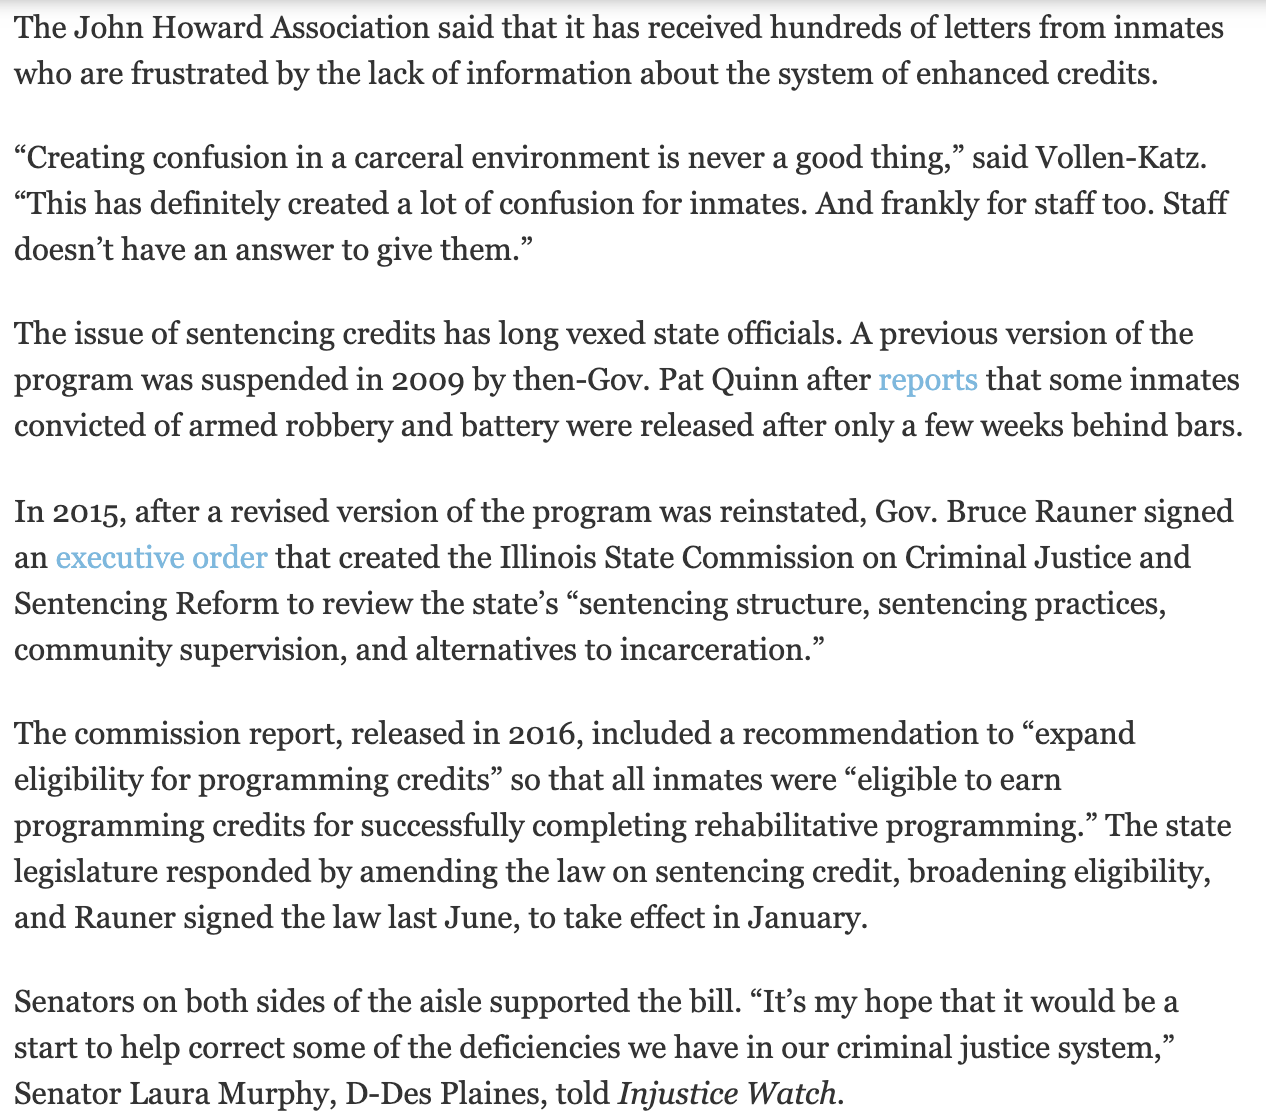 The John Howard Association said that it has received hundreds of letters from inmates
who are frustrated by the lack of information about the system of enhanced credits.
“Creating confusion in a carceral environment is never a good thing,” said Vollen-Katz.
“This has definitely created a lot of confusion for inmates. And frankly for staff too. Staff
doesn’t have an answer to give them.”
The issue of sentencing credits has long vexed state officials. A previous version of the
program was suspended in 2009 by then-Gov. Pat Quinn after reports that some inmates
convicted of armed robbery and battery were released after only a few weeks behind bars.
In 2015, after a revised version of the program was reinstated, Gov. Bruce Rauner signed
an executive order that created the Illinois State Commission on Criminal Justice and
Sentencing Reform to review the state’s “sentencing structure, sentencing practices,
community supervision, and alternatives to incarceration.”
The commission report, released in 2016, included a recommendation to “expand
eligibility for programming credits” so that all inmates were “eligible to earn
programming credits for successfully completing rehabilitative programming.” The state
legislature responded by amending the law on sentencing credit, broadening eligibility,
and Rauner signed the law last June, to take effect in January.
Senators on both sides of the aisle supported the bill. “It’s my hope that it would be a
start to help correct some of the deficiencies we have in our criminal justice system,”
Senator Laura Murphy, D-Des Plaines, told Injustice Watch.